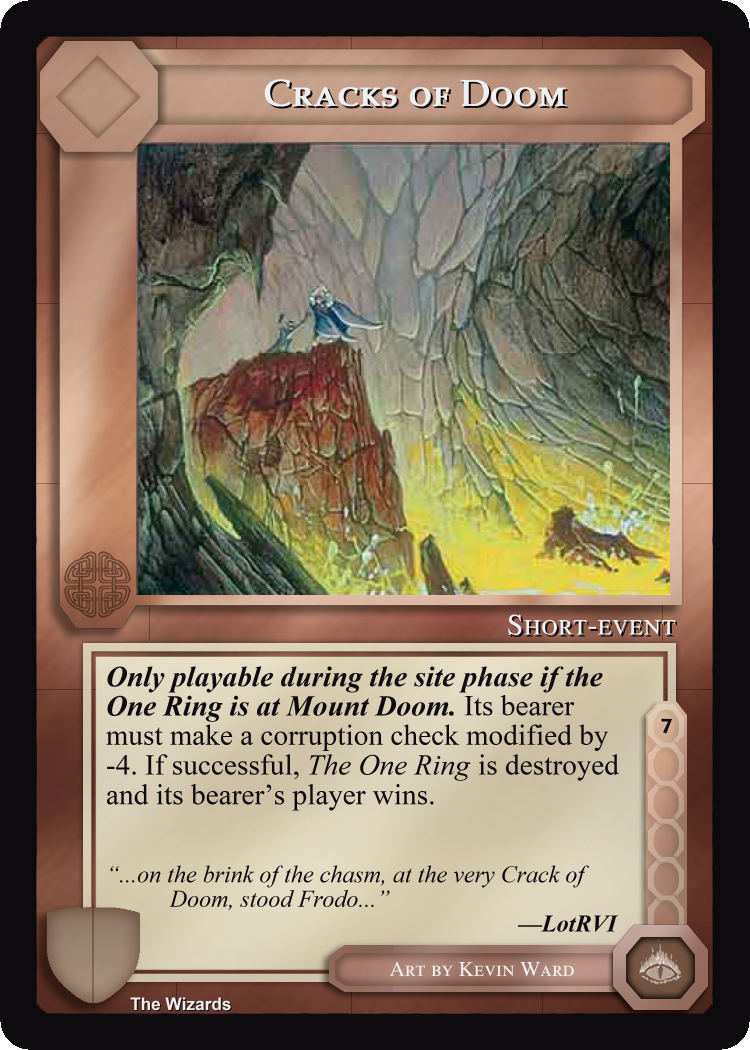 Cracks of Doom
Short-event
Only playable during the site phase if the
One Ring is at Mount Doom. Its bearer
must make a corruption check modified by
-4. If successful, The One Ring is destroyed
and its bearer's player wins.
7
“...on the brink of the chasm, at the very Crack of
Doom, stood Frodo...”
—LotRVI
Art by Kevin Ward
The Wizards